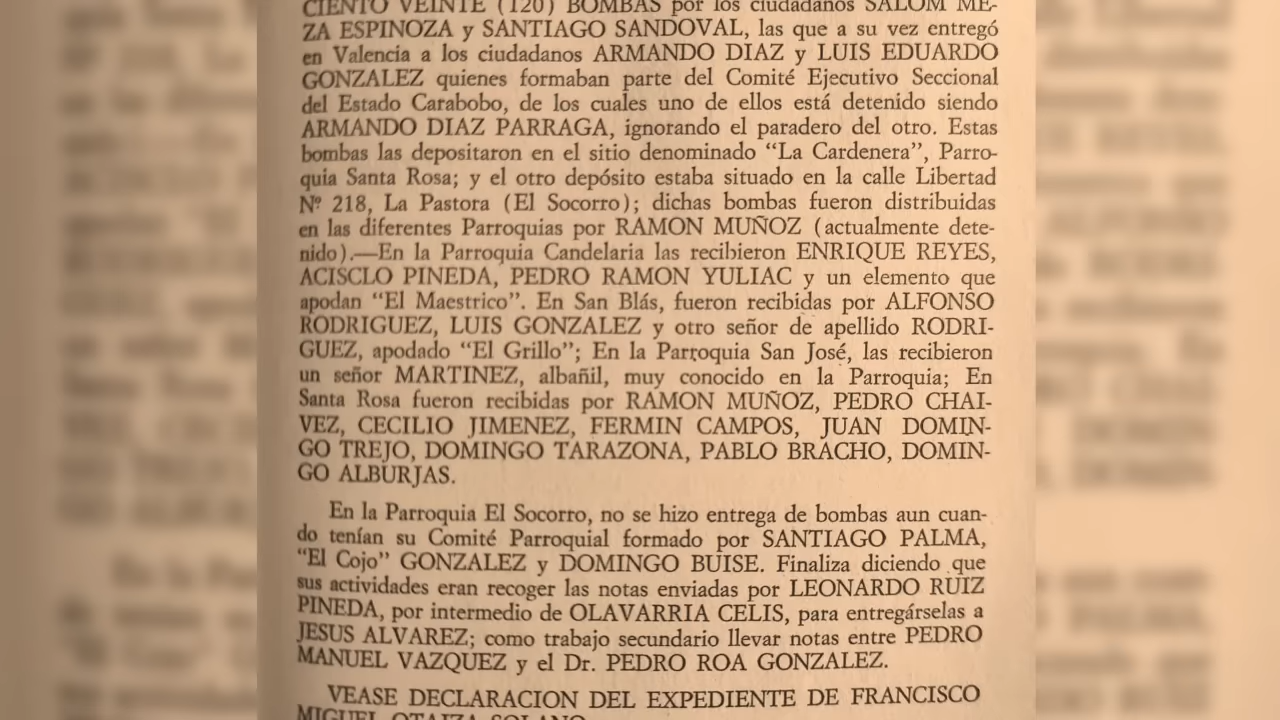 CIENTO VEINTE (120) BOMBAS por los ciudadanos SALOM ME-
ZA ESPINOZA y SANTIAGO SANDOVAL, las que a su vez entregó
en Valencia a los ciudadanos ARMANDO DIAZ y LUIS EDUARDO
GONZALEZ quienes formaban parte del Comité Ejecutivo Seccional
del Estado Carabobo, de los cuales uno de ellos está detenido siendo
ARMANDO DIAZ PARRAGA, ignorando el paradero del otro. Estas
bombas las depositaron en el sitio denominado “La Cardenera”, Parro-
quia Santa Rosa; y el otro depósito estaba situado en la calle Libertad
Nº 218, La Pastora (El Socorro); dichas bombas fueron distribuidas
en las diferentes Parroquias por RAMON MUÑOZ (actualmente dete-
nido).—En la Parroquia Candelaria las recibieron ENRIQUE REYES,
ACISCLO PINEDA, PEDRO RAMON YULIAC y un elemento que
apodan “El Maestrico”. En San Blás, fueron recibidas por ALFONSO
RODRIGUEZ, LUIS GONZALEZ y otro señor de apellido RODRI-
GUEZ, apodado “El Grillo”; En la Parroquia San José, las recibieron
un señor MARTINEZ, albañil, muy conocido en la Parroquia; En
Santa Rosa fueron recibidas por RAMON MUÑOZ, PEDRO CHAI-
VEZ, CECILIO JIMENEZ, FERMIN CAMPOS, JUAN DOMIN-
GO TREJO, DOMINGO TARAZONA, PABLO BRACHO, DOMIN-
GO ALBURJAS.
En la Parroquia El Socorro, no se hizo entrega de bombas aun cuan-
do tenían su Comité Parroquial formado por SANTIAGO PALMA,
“El Cojo” GONZALEZ y DOMINGO BUISE. Finaliza diciendo que
sus actividades eran recoger las notas enviadas por LEONARDO RUIZ
PINEDA, por intermedio de OLAVARRIA CELIS, para entregárselas a
JESUS ALVAREZ; como trabajo secundario llevar notas entre PEDRO
MANUEL VAZQUEZ y el Dr. PEDRO ROA GONZALEZ.
VEASE DECLARACION DEL EXPEDIENTE DE FRANCISCO
MIGUEL OTAIZA SOLANO